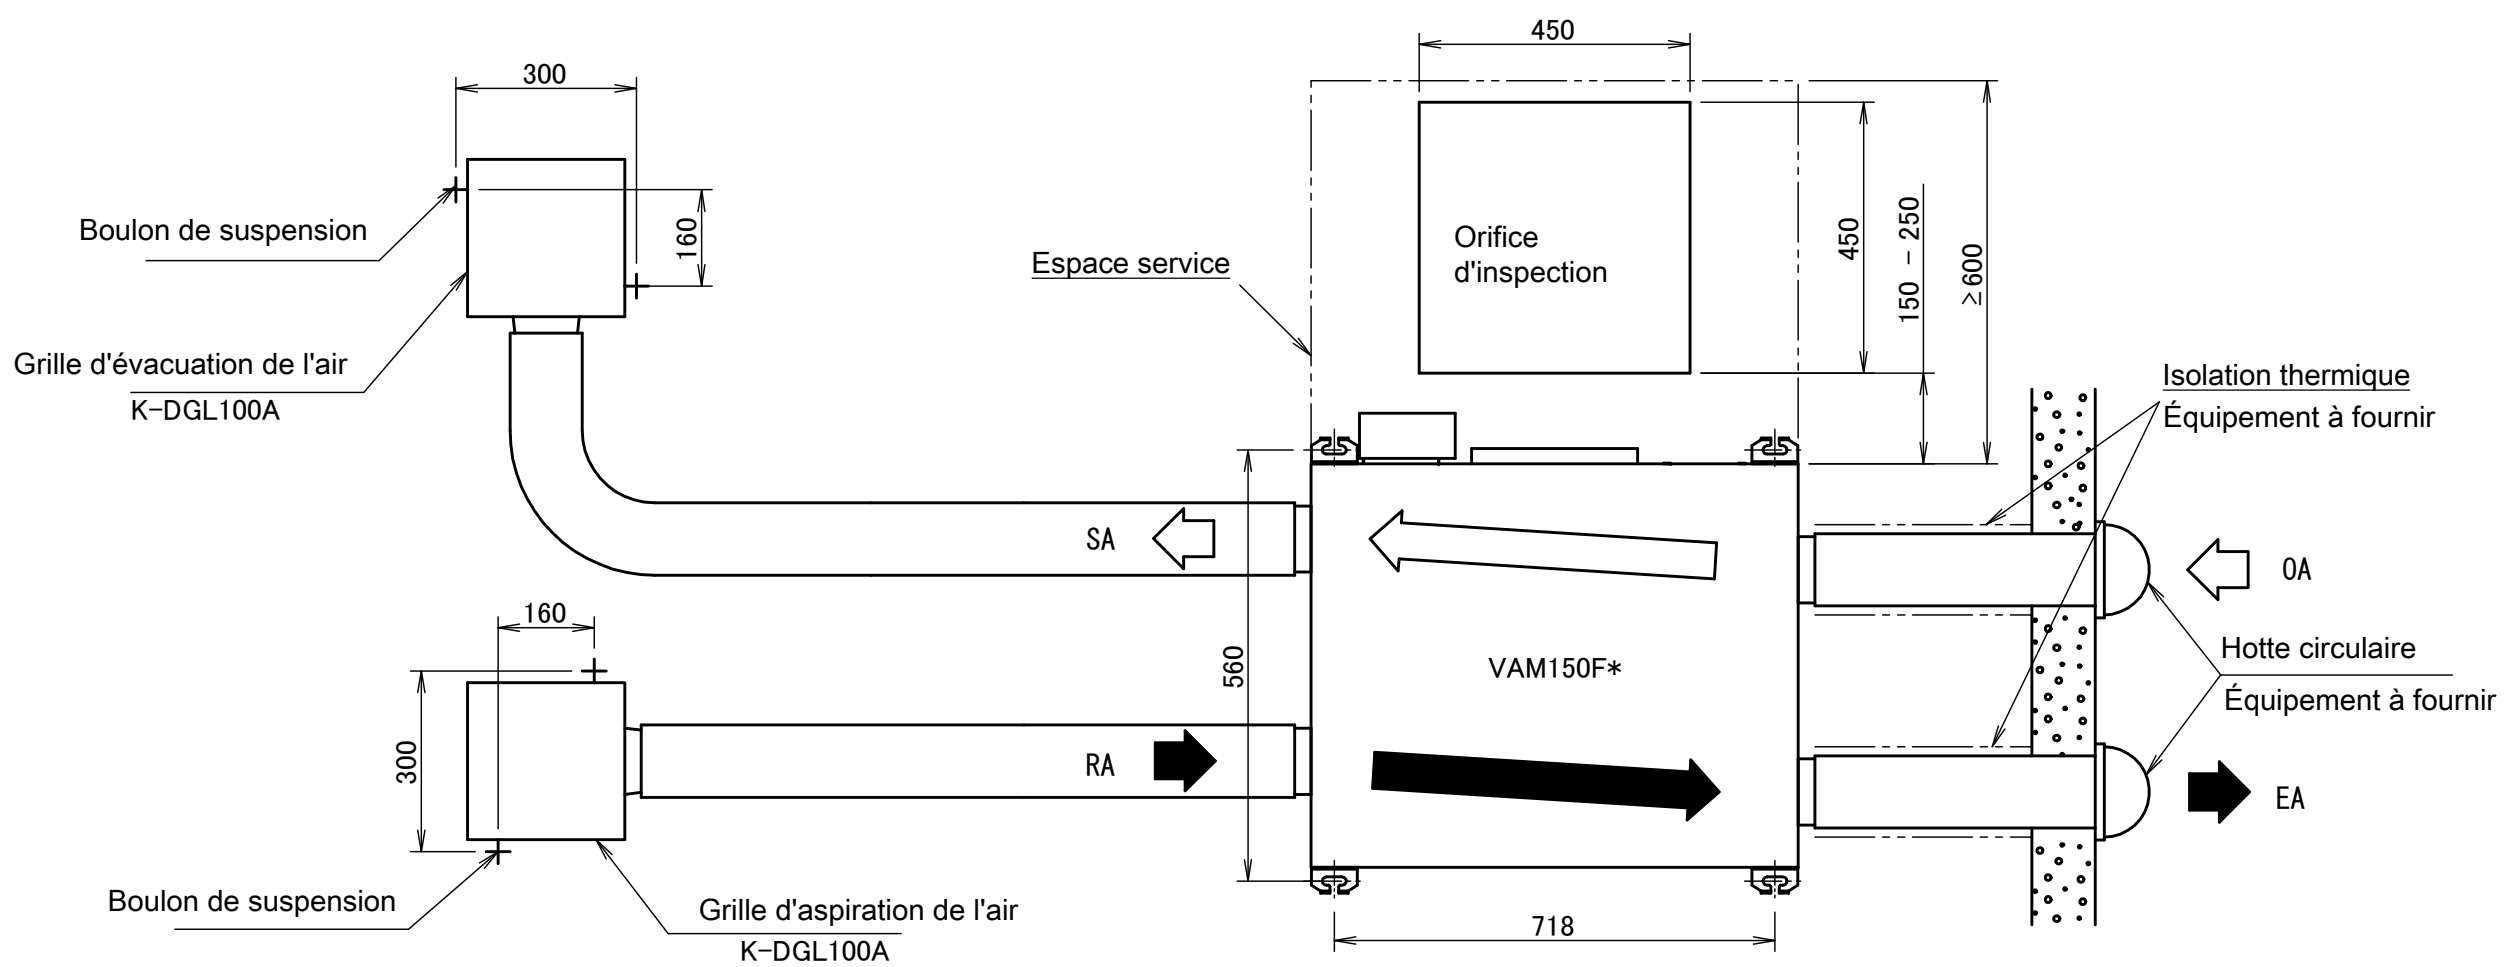 450
300
Boulon de suspension
160
Grille d'évacuation de l'air
K-DGL100A
Espace service
Orifice
d'inspection
450
150 - 250
≥600
Isolation thermique
Équipement à fournir
SA
OA
160
300
560
VAM150F*
Hotte circulaire
Équipement à fournir
RA
EA
Boulon de suspension
Grille d'aspiration de l'air
K-DGL100A
718